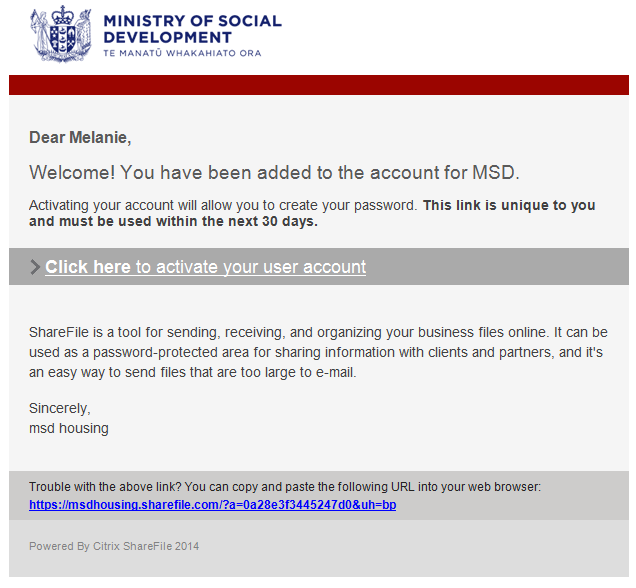 MINISTRY OF SOCIAL
DEVELOPMENT
TE MANATŪ WHAKAHIATO ORA
Dear Melanie,
Welcome! You have been added to the account for MSD.
Activating your account will allow you to create your password. This link is unique to you
and must be used within the next 30 days.
Click here to activate your user account
ShareFile is a tool for sending, receiving, and organizing your business files online. It can be
used as a password-protected area for sharing information with clients and partners, and it's
an easy way to send files that are too large to e-mail.
Sincerely,
msd housing
Trouble with the above link? You can copy and paste the following URL into your web browser:
https://msdhousing.sharefile.com/?a=0a28e3f3445247d0&uh=bp
Powered By Citrix ShareFile 2014